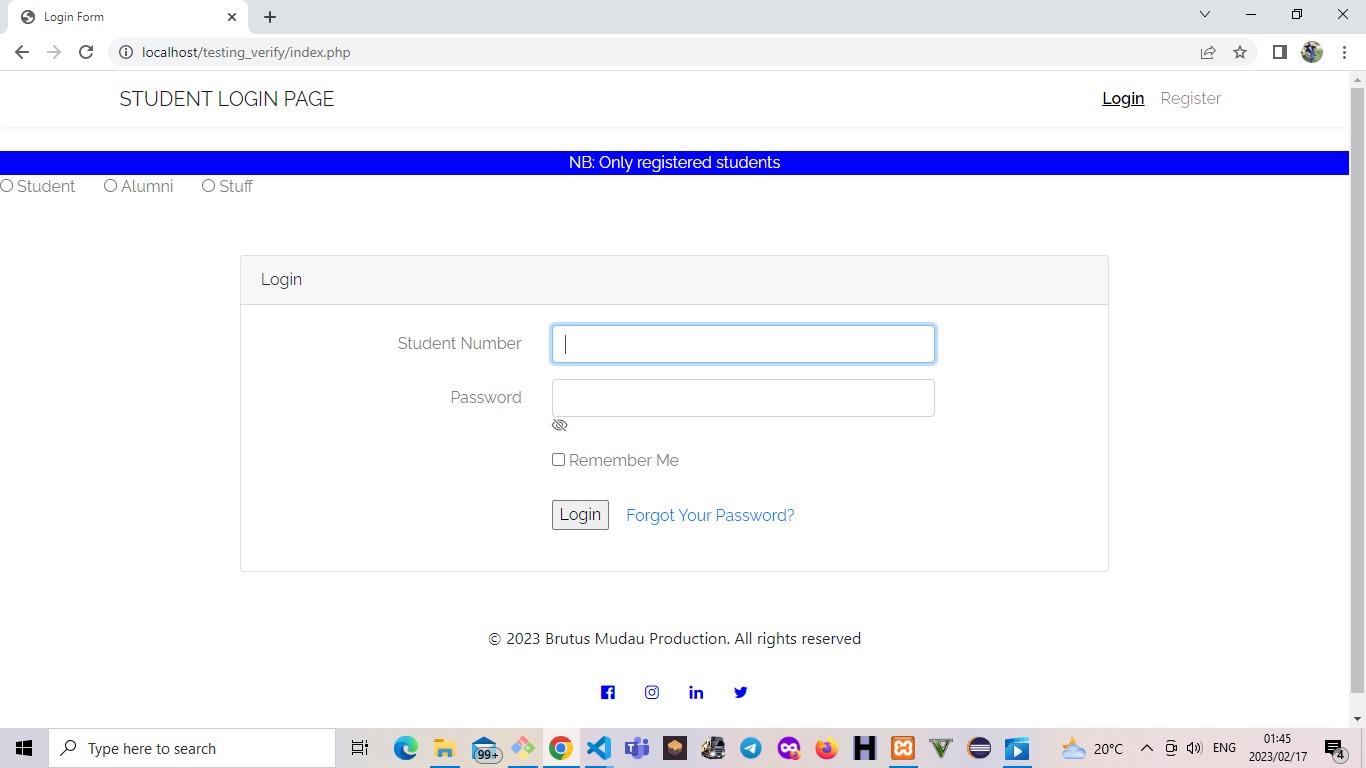 Login Form
localhost/testing_verify/index.php
STUDENT LOGIN PAGE
Login Register
NB: Only registered students
Student Alumni Stuff
Login
Student Number
Password
Remember Me
Login Forgot Your Password?
© 2023 Brutus Mudau Production. All rights reserved
Type here to search
99+
20°C
ENG
01:45
2023/02/17
4